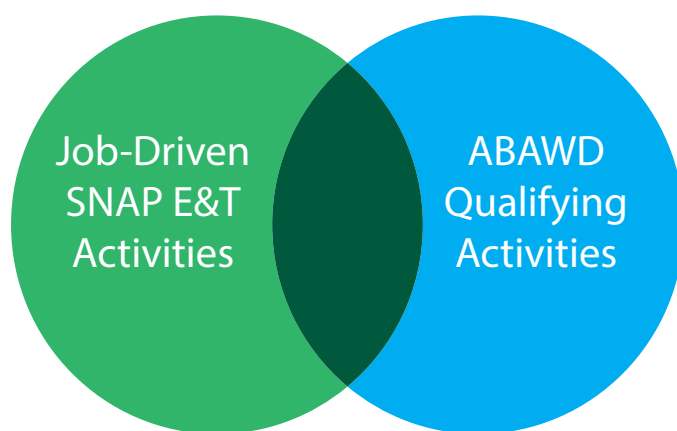 Job-Driven
SNAP E&T
Activities
ABAWD
Qualifying
Activities